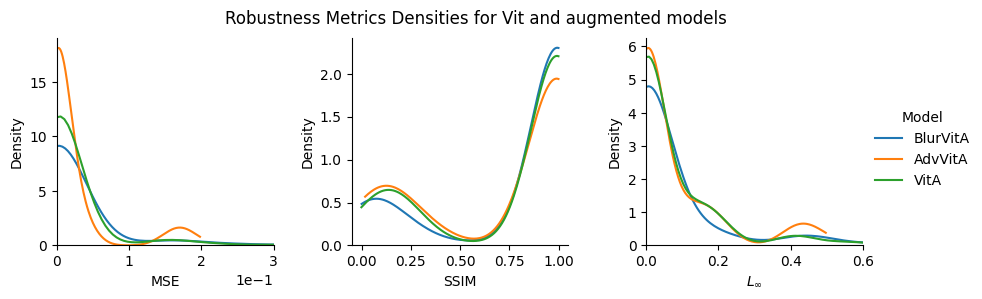 Robustness Metrics Densities for Vit and augmented models
Density
15
10
5
0
0
1
2
3
MSE
1e−1
Density
2.0
1.5
1.0
0.5
0.0
0.00
0.25
0.50
0.75
1.00
SSIM
Density
6
5
4
3
2
1
0
0.0
0.2
0.4
0.6
L∞
Model
BlurVitA
AdvVitA
VitA